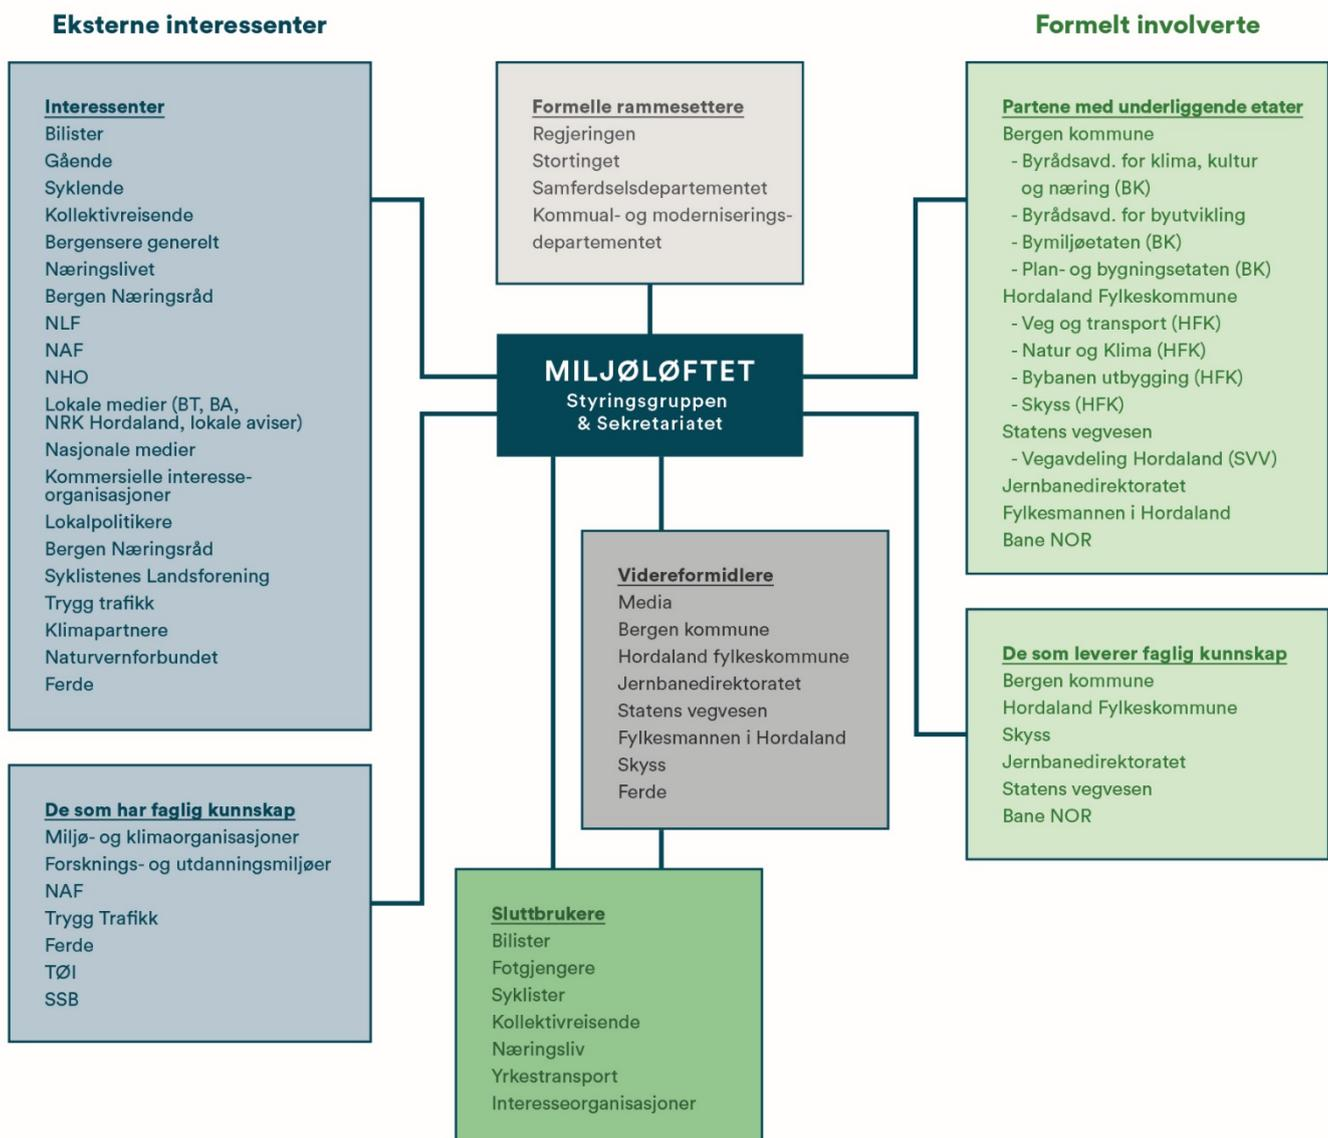 Eksterne interessenter
Interessenter
Bilister
Gående
Syklende
Kollektivreisende
Bergensere generelt
Næringslivet
Bergen Næringsråd
NLF
NAF
NHO
Lokale medier (BT, BA,
NRK Hordaland, lokale aviser)
Nasjonale medier
Kommersielle interesse-
organisasjoner
Lokalpolitikere
Bergen Næringsråd
Syklistenes Landsforening
Trygg trafikk
Klimapartnere
Naturvernforbundet
Ferde
De som har faglig kunnskap
Miljø- og klimaorganisasjoner
Forsknings- og utdanningsmiljøer
NAF
Trygg Trafikk
Ferde
TØI
SSB
Formelle rammesettere
Regjeringen
Stortinget
Samferdselsdepartementet
Kommual- og moderniserings-
departementet
MILJØLØFTET
Styringsgruppen
& Sekretariatet
Videreformidlere
Media
Bergen kommune
Hordaland fylkeskommune
Jernbanedirektoratet
Statens vegvesen
Fylkesmannen i Hordaland
Skyss
Ferde
Sluttbrukere
Bilister
Fotgjengere
Syklister
Kollektivreisende
Næringsliv
Yrkestransport
Interesseorganisasjoner
Formelt involverte
Partene med underliggende etater
Bergen kommune
- Byrådsavd. for klima, kultur
og næring (BK)
- Byrådsavd. for byutvikling
- Bymiljøetaten (BK)
- Plan- og bygningsetaten (BK)
Hordaland Fylkeskommune
- Veg og transport (HFK)
- Natur og Klima (HFK)
- Bybanen utbygging (HFK)
- Skyss (HFK)
Statens vegvesen
- Vegavdeling Hordaland (SVV)
Jernbanedirektoratet
Fylkesmannen i Hordaland
Bane NOR
De som leverer faglig kunnskap
Bergen kommune
Hordaland Fylkeskommune
Skyss
Jernbanedirektoratet
Statens vegvesen
Bane NOR